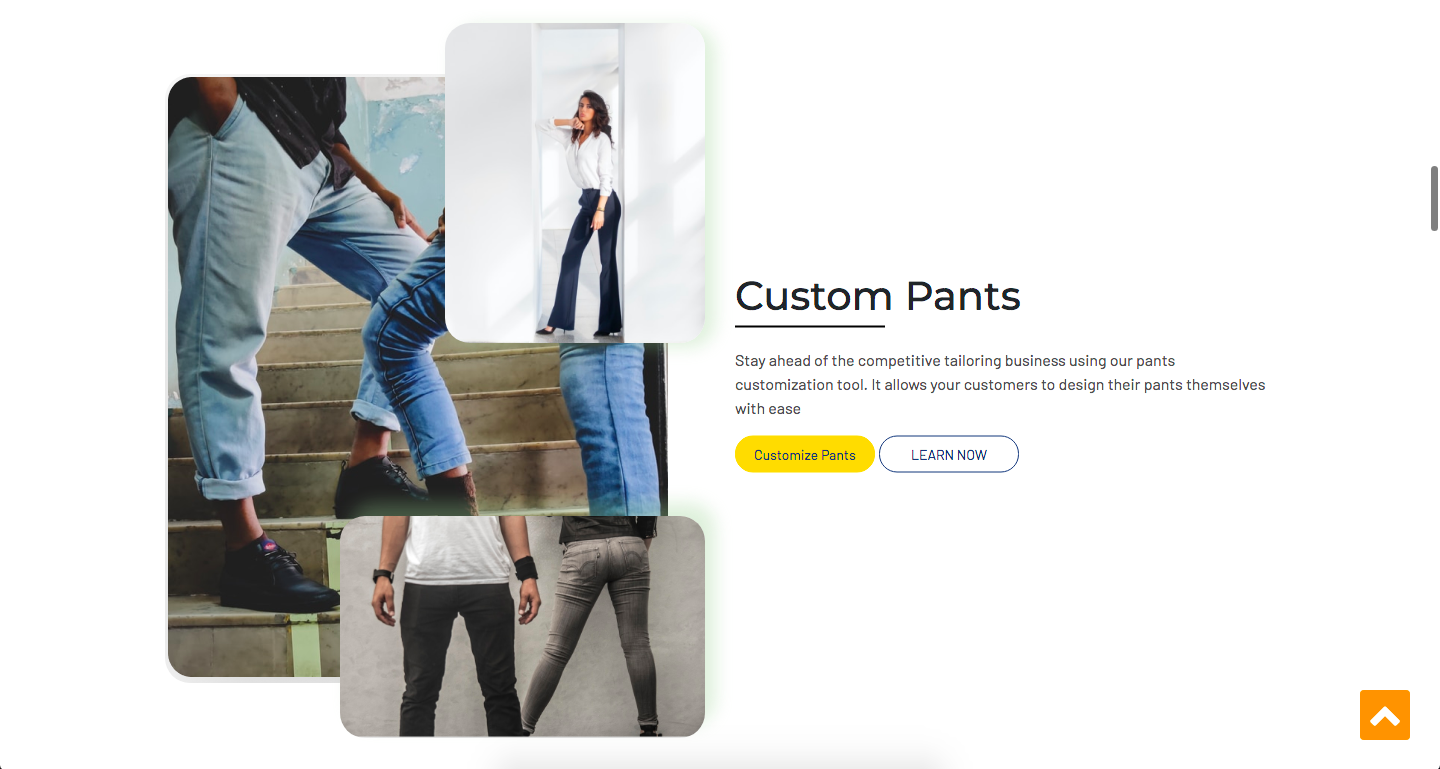 Custom Pants
Stay ahead of the competitive tailoring business using our pants
customization tool. It allows your customers to design their pants themselves
with ease
Customize Pants
LEARN NOW